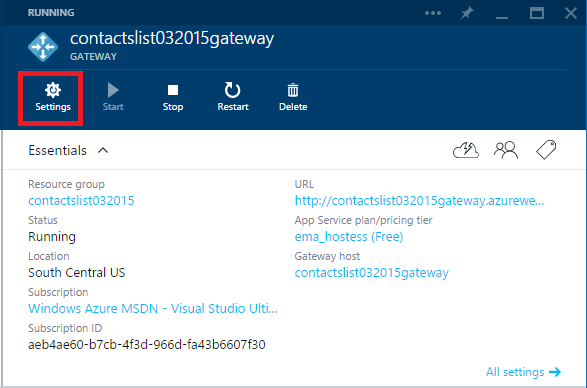 RUNNING
contactslist032015gateway
GATEWAY
Settings Start Stop Restart Delete
Essentials
Resource group URL
contactslist032015 http://contactslist032015gateway.azurewe...
Status App Service plan/pricing tier
Running ema_hostess (Free)
Location Gateway host
South Central US contactslist032015gateway
Subscription
Windows Azure MSDN - Visual Studio Ulti...
Subscription ID
aeb4ae60-b7cb-4f3d-966d-fa43b6607f30
All settings